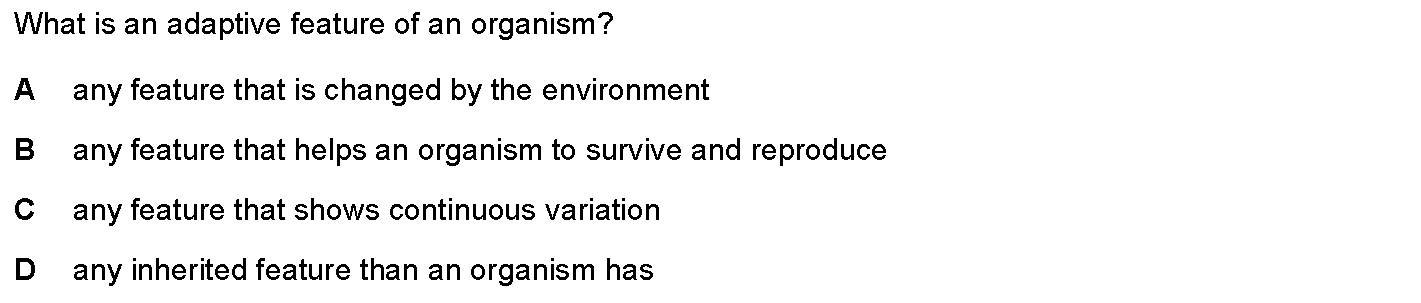 What is an adaptive feature of an organism?
A any feature that is changed by the environment
B any feature that helps an organism to survive and reproduce
C any feature that shows continuous variation
D any inherited feature than an organism has